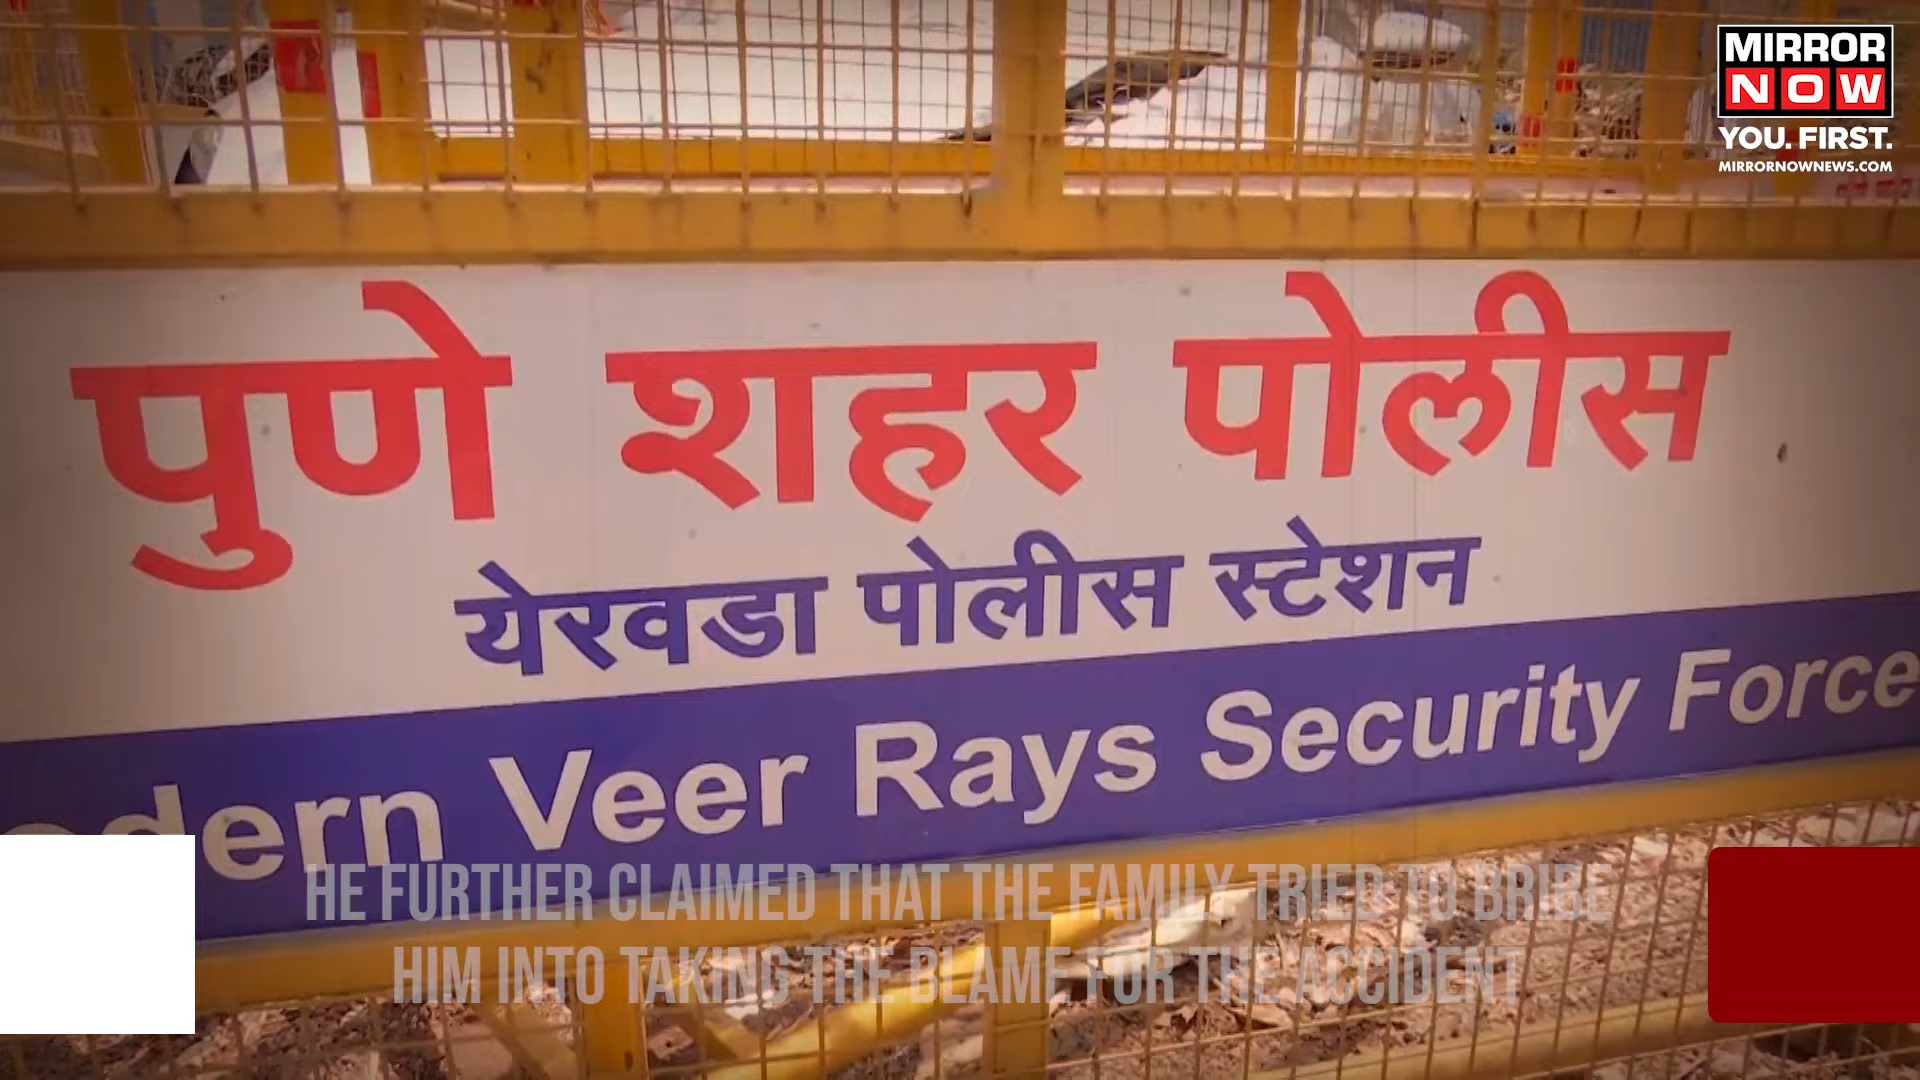 MIRROR
NOW
YOU. FIRST.
MIRRORNOWNEWS.COM
पुणे शहर पोलीस
येरवडा पोलीस स्टेशन
dern Veer Rays Security Force
HE FURTHER CLAIMED THAT THE FAMILY TRIED TO BRIBE
HIM INTO TAKING THE BLAME FOR THE ACCIDENT